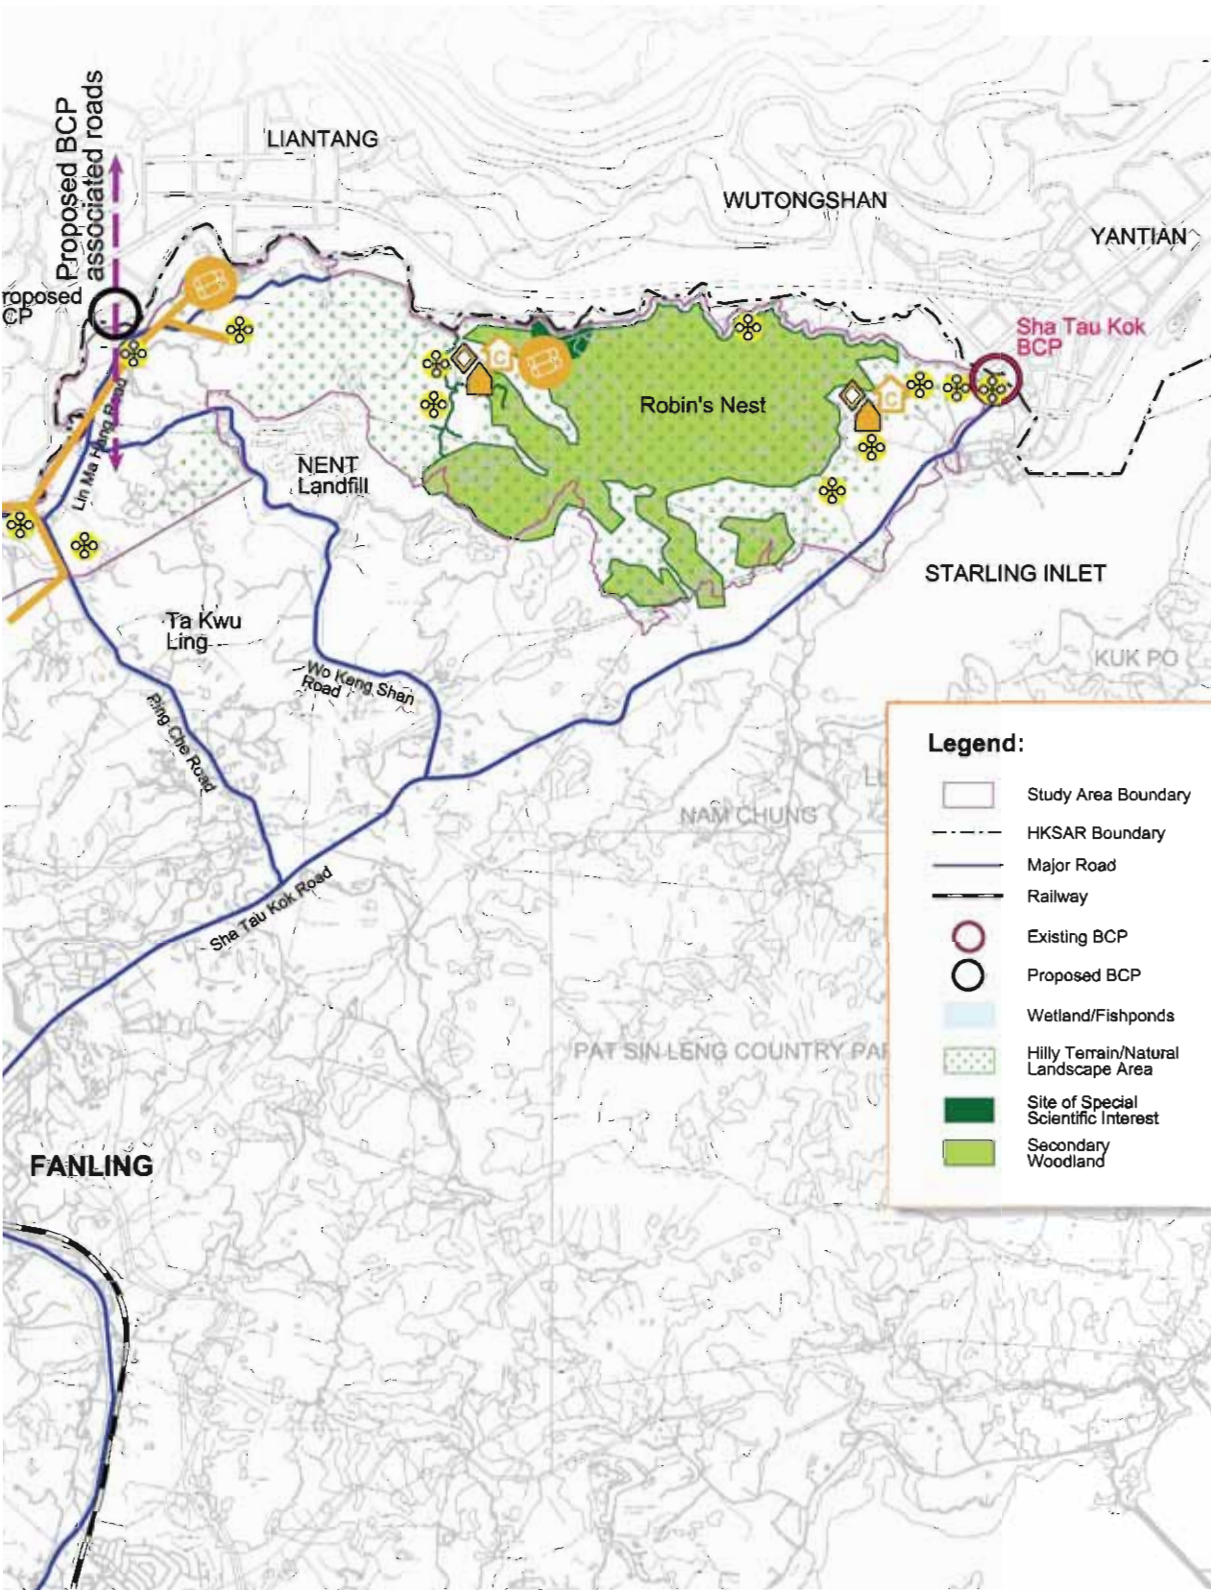 Proposed BCP
associated roads
LIANTANG
WUTONGSHAN
YANTIAN
roposed
CP
Sha Tau Kok
BCP
Robin's Nest
Lin Ma Hang Road
NENT
Landfill
STARLING INLET
Ta Kwu
Ling
KUK PO
Wo Keng Shan
Road
Ping Che Road
NAM CHUNG
Sha Tau Kok Road
PAT SIN LENG COUNTRY PAR
FANLING
C
C
Legend:
Study Area Boundary
HKSAR Boundary
Major Road
Railway
Existing BCP
Proposed BCP
Wetland/Fishponds
Hilly Terrain/Natural
Landscape Area
Site of Special
Scientific Interest
Secondary
Woodland